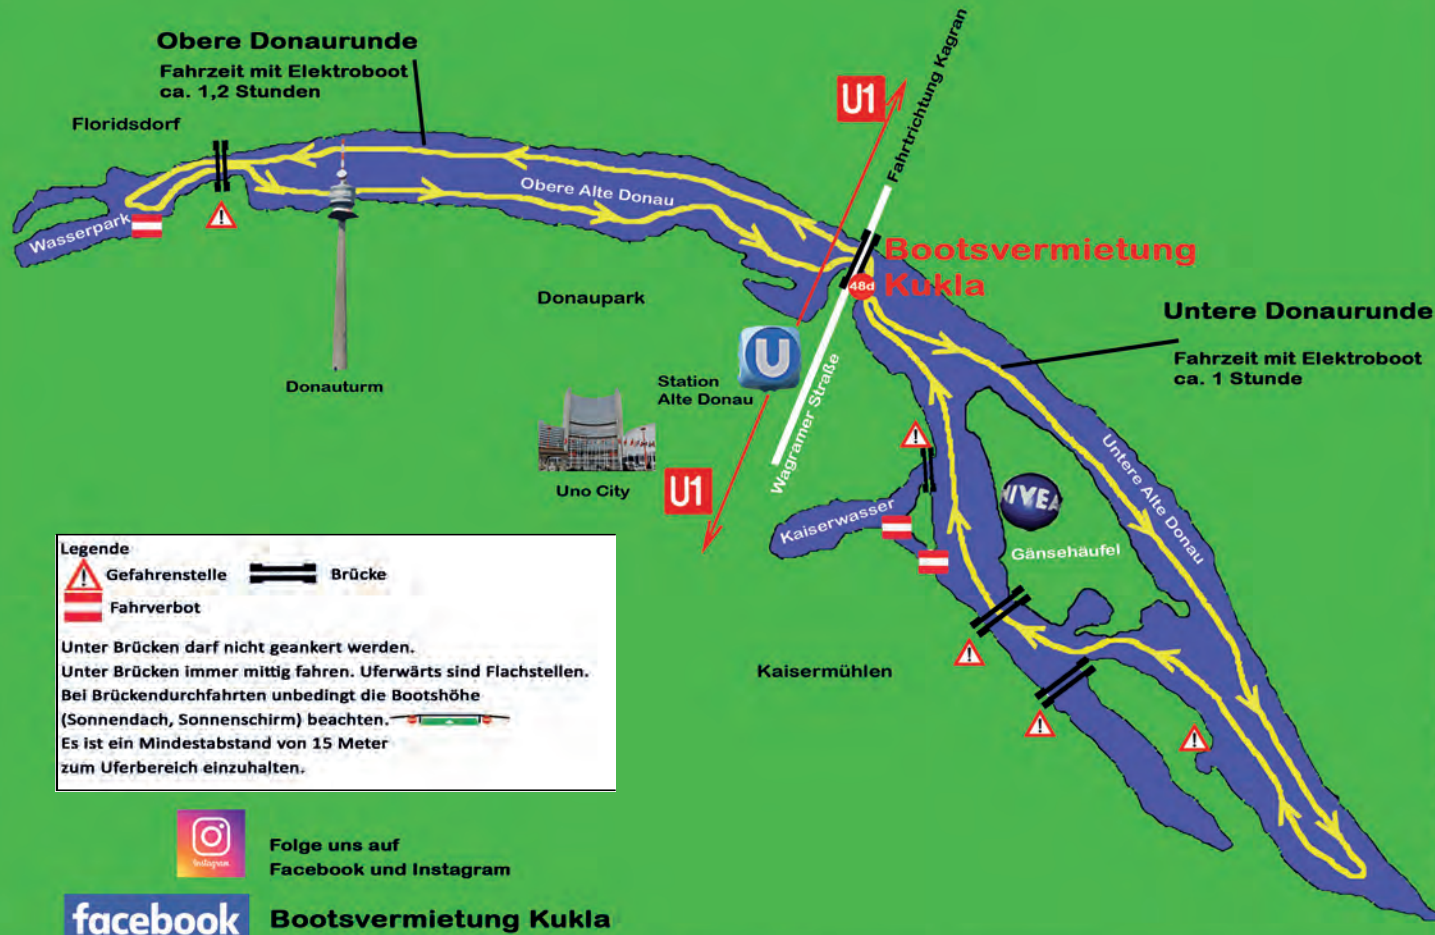 Obere Donaurunde
Fahrzeit mit Elektroboot
ca. 1,2 Stunden
Floridsdorf
Wasserpark
Obere Alte Donau
U1
Fahrtrichtung Kagran
Bootsvermietung
Kukla
48d
Donaupark
Donauturm
U
Station
Alte Donau
Wagramer Straße
Uno City
U1
Untere Donaurunde
Fahrzeit mit Elektroboot
ca. 1 Stunde
Untere Alte Donau
Kaiserwasser
NIVEA
Gänsehäufel
Kaisermühlen
Legende
Gefahrenstelle
Brücke
Fahrverbot
Unter Brücken darf nicht geankert werden.
Unter Brücken immer mittig fahren. Uferwärts sind Flachstellen.
Bei Brückendurchfahrten unbedingt die Bootshöhe
(Sonnendach, Sonnenschirm) beachten.
Es ist ein Mindestabstand von 15 Meter
zum Uferbereich einzuhalten.
Instagram
Folge uns auf
Facebook und Instagram
facebook
Bootsvermietung Kukla